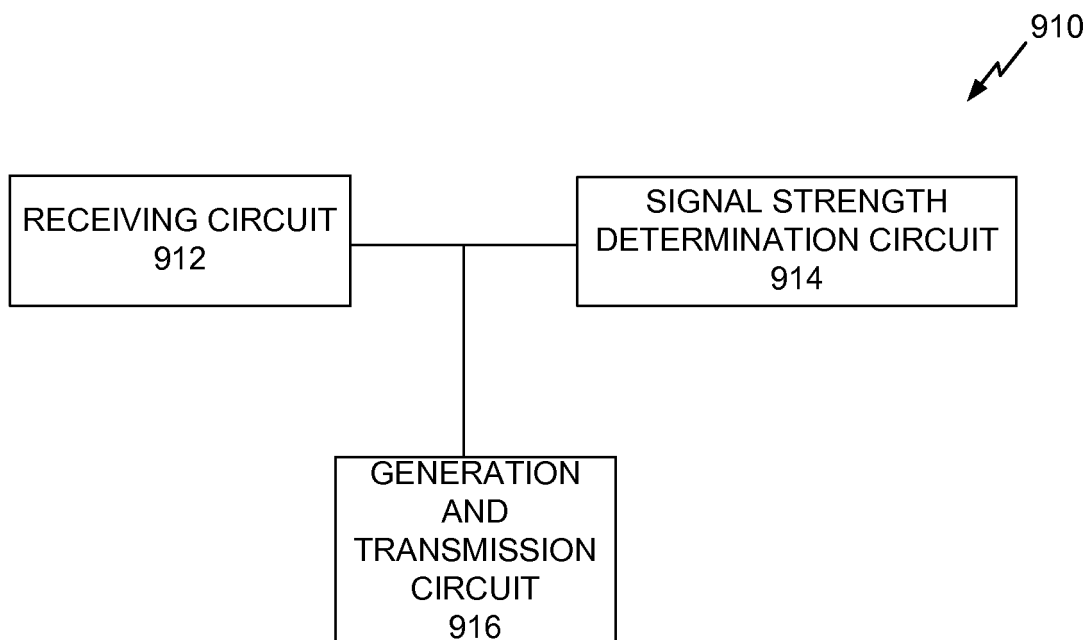 910
RECEIVING CIRCUIT
912
SIGNAL STRENGTH
DETERMINATION CIRCUIT
914
GENERATION
AND
TRANSMISSION
CIRCUIT
916